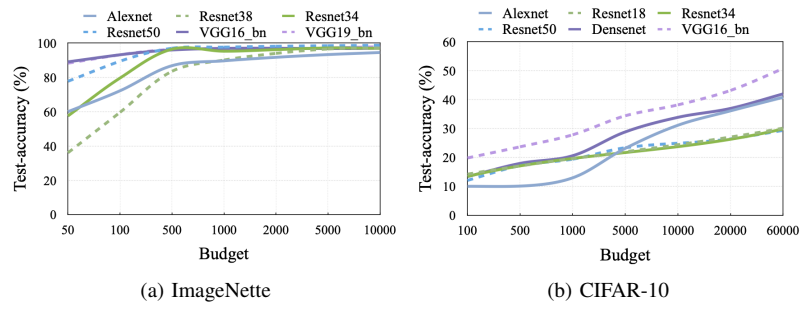 Alexnet Resnet38 Resnet34
Resnet50 VGG16_bn VGG19_bn
100
80
60
40
20
0
Test-accuracy (%)
50 100 500 1000 2000 5000 10000
Budget
(a) ImageNette
Alexnet Resnet18 Resnet34
Resnet50 Densenet VGG16_bn
60
50
40
30
20
10
0
Test-accuracy (%)
100 500 1000 5000 10000 20000 60000
Budget
(b) CIFAR-10